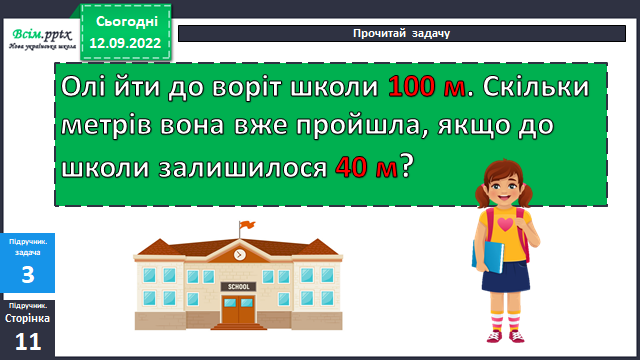 Всім.pptx
Нова українська школа
Сьогодні
12.09.2022
Прочитай задачу
Олі йти до воріт школи 100 м. Скільки
метрів вона вже пройшла, якщо до
школи залишилося 40 м?
SCHOOL
Підручник.
задача
3
Підручник.
Сторінка
11